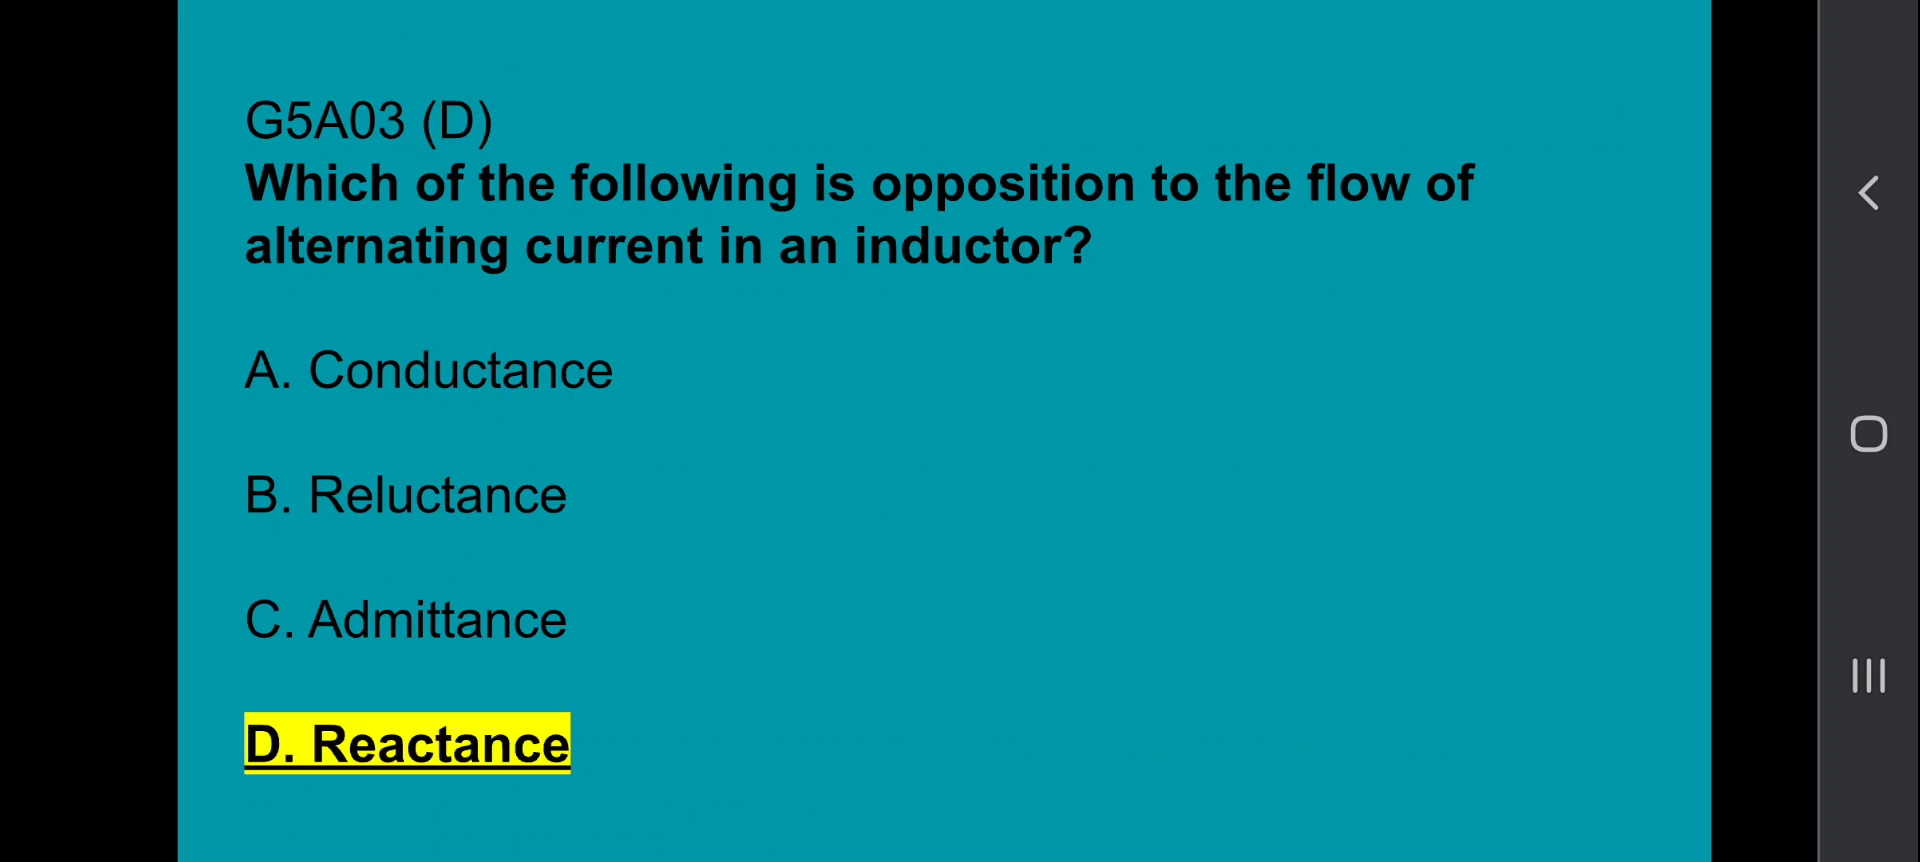 G5A03 (D)
Which of the following is opposition to the flow of
alternating current in an inductor?
A. Conductance
B. Reluctance
C. Admittance
D. Reactance